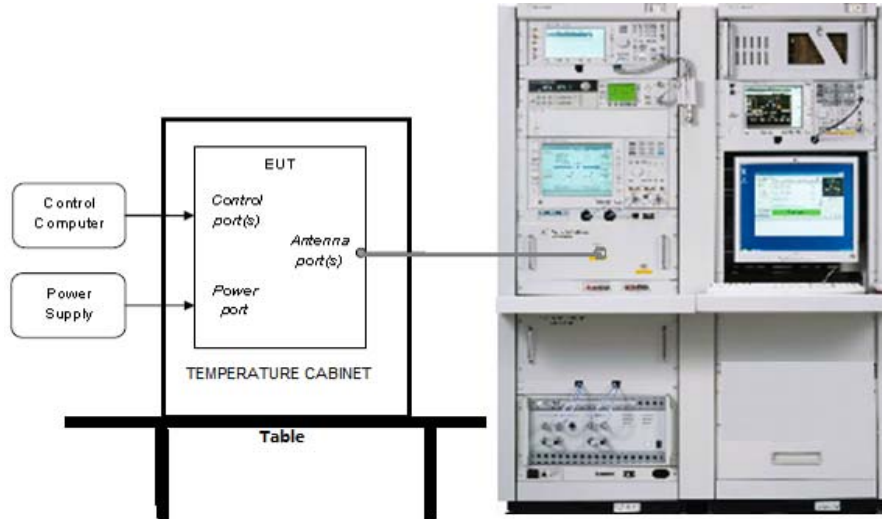 EUT
Control
Computer
Control
port(s)
Antenna
port(s)
Power
Supply
Power
port
TEMPERATURE CABINET
Table